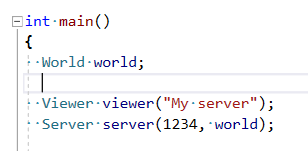 int main()
{
World world;
Viewer viewer("My server");
Server server(1234, world);